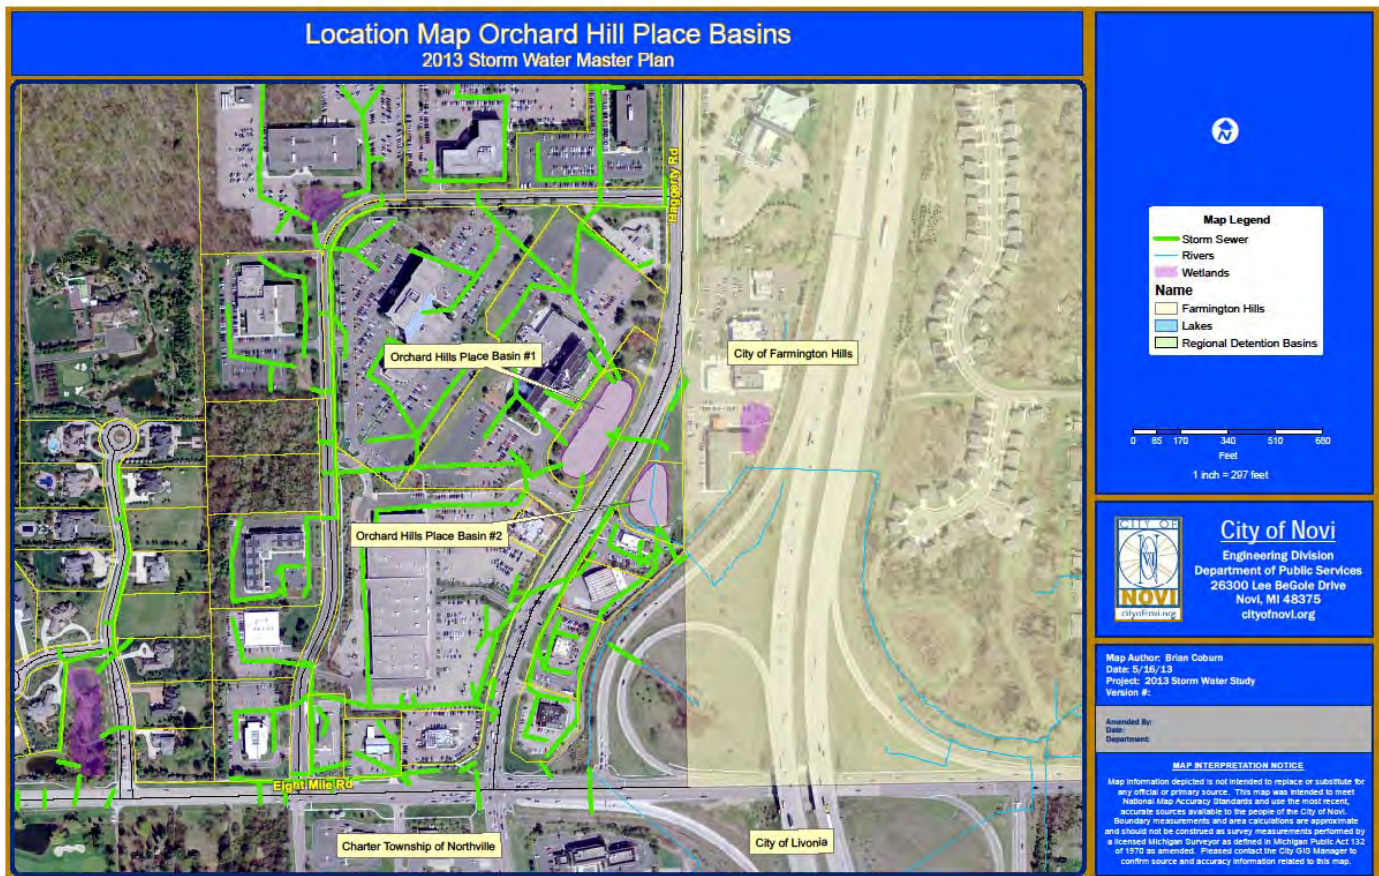 Location Map Orchard Hill Place Basins
2013 Storm Water Master Plan
Haggerty Rd
Orchard Hills Place Basin #1
City of Farmington Hills
Orchard Hills Place Basin #2
Eight Mile Rd
Charter Township of Northville
City of Livonia
N
Map Legend
Storm Sewer
Rivers
Wetlands
Name
Farmington Hills
Lakes
Regional Detention Basins
0 85 170 340 510 680
Feet
1 inch = 297 feet
CITY OF
NOVI
cityofnovi.org
City of Novi
Engineering Division
Department of Public Services
26300 Lee BeGole Drive
Novi, MI 48375
cityofnovi.org
Map Author: Brian Coburn
Date: 5/16/13
Project: 2013 Storm Water Study
Version #:
Amended By:
Date:
Department:
MAP INTERPRETATION NOTICE
Map information depicted is not intended to replace or substitute for
any official or primary source. This map was intended to meet
National Map Accuracy Standards and use the most recent,
accurate sources available to the people of the City of Novi.
Boundary measurements and area calculations are approximate
and should not be construed as survey measurements performed by
a licensed Michigan Surveyor as defined in Michigan Public Act 132
of 1970 as amended. Pleased contact the City GIS Manager to
confirm source and accuracy information related to this map.